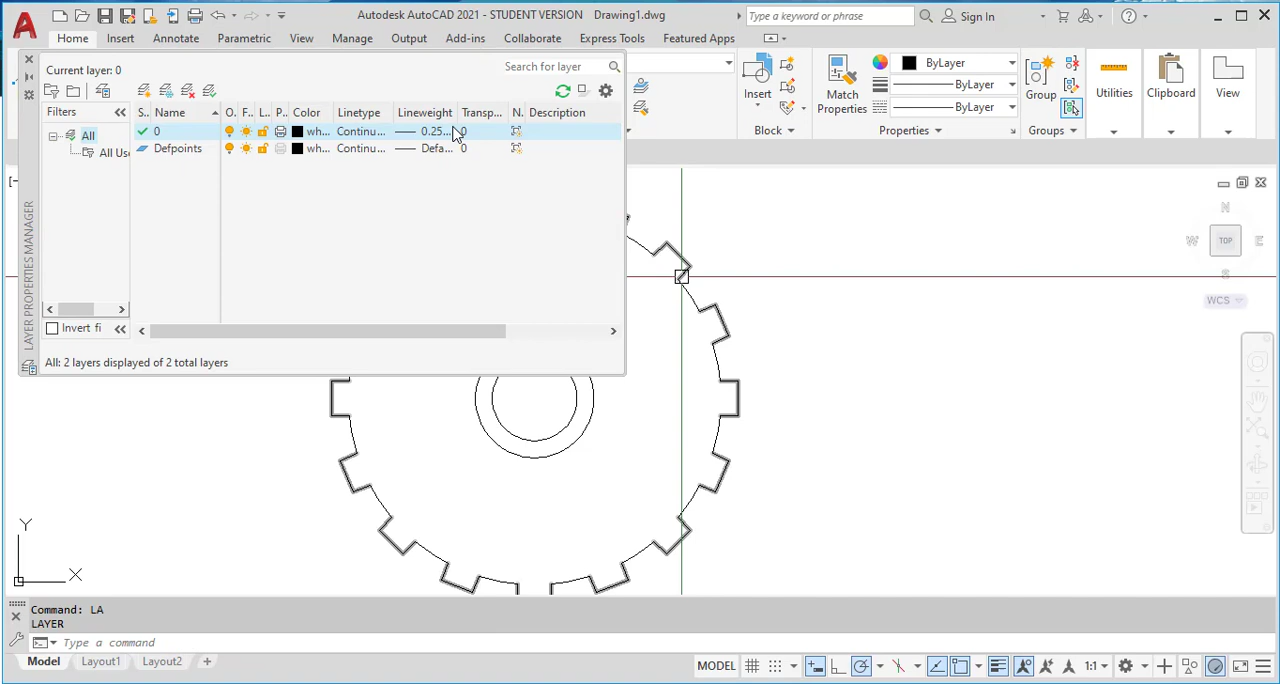 Autodesk AutoCAD 2021 - STUDENT VERSION Drawing1.dwg
Type a keyword or phrase
Sign In
Home Insert Annotate Parametric View Manage Output Add-ins Collaborate Express Tools Featured Apps
Current layer: 0
Search for layer
Filters
S.. Name O. F.. L.. P.. Color Linetype Lineweight Transp... N. Description
All
All Use
0 wh... Continu... 0.25... 0
Defpoints wh... Continu... Defa... 0
Invert fi
All: 2 layers displayed of 2 total layers
LAYER PROPERTIES MANAGER
Insert
Block
Match
Properties
ByLayer
ByLayer
ByLayer
Properties
Group
Groups
Utilities
Clipboard
View
[−
N
W TOP E
S
WCS
Y
X
Command: LA
LAYER
Type a command
Model Layout1 Layout2 +
MODEL 1:1